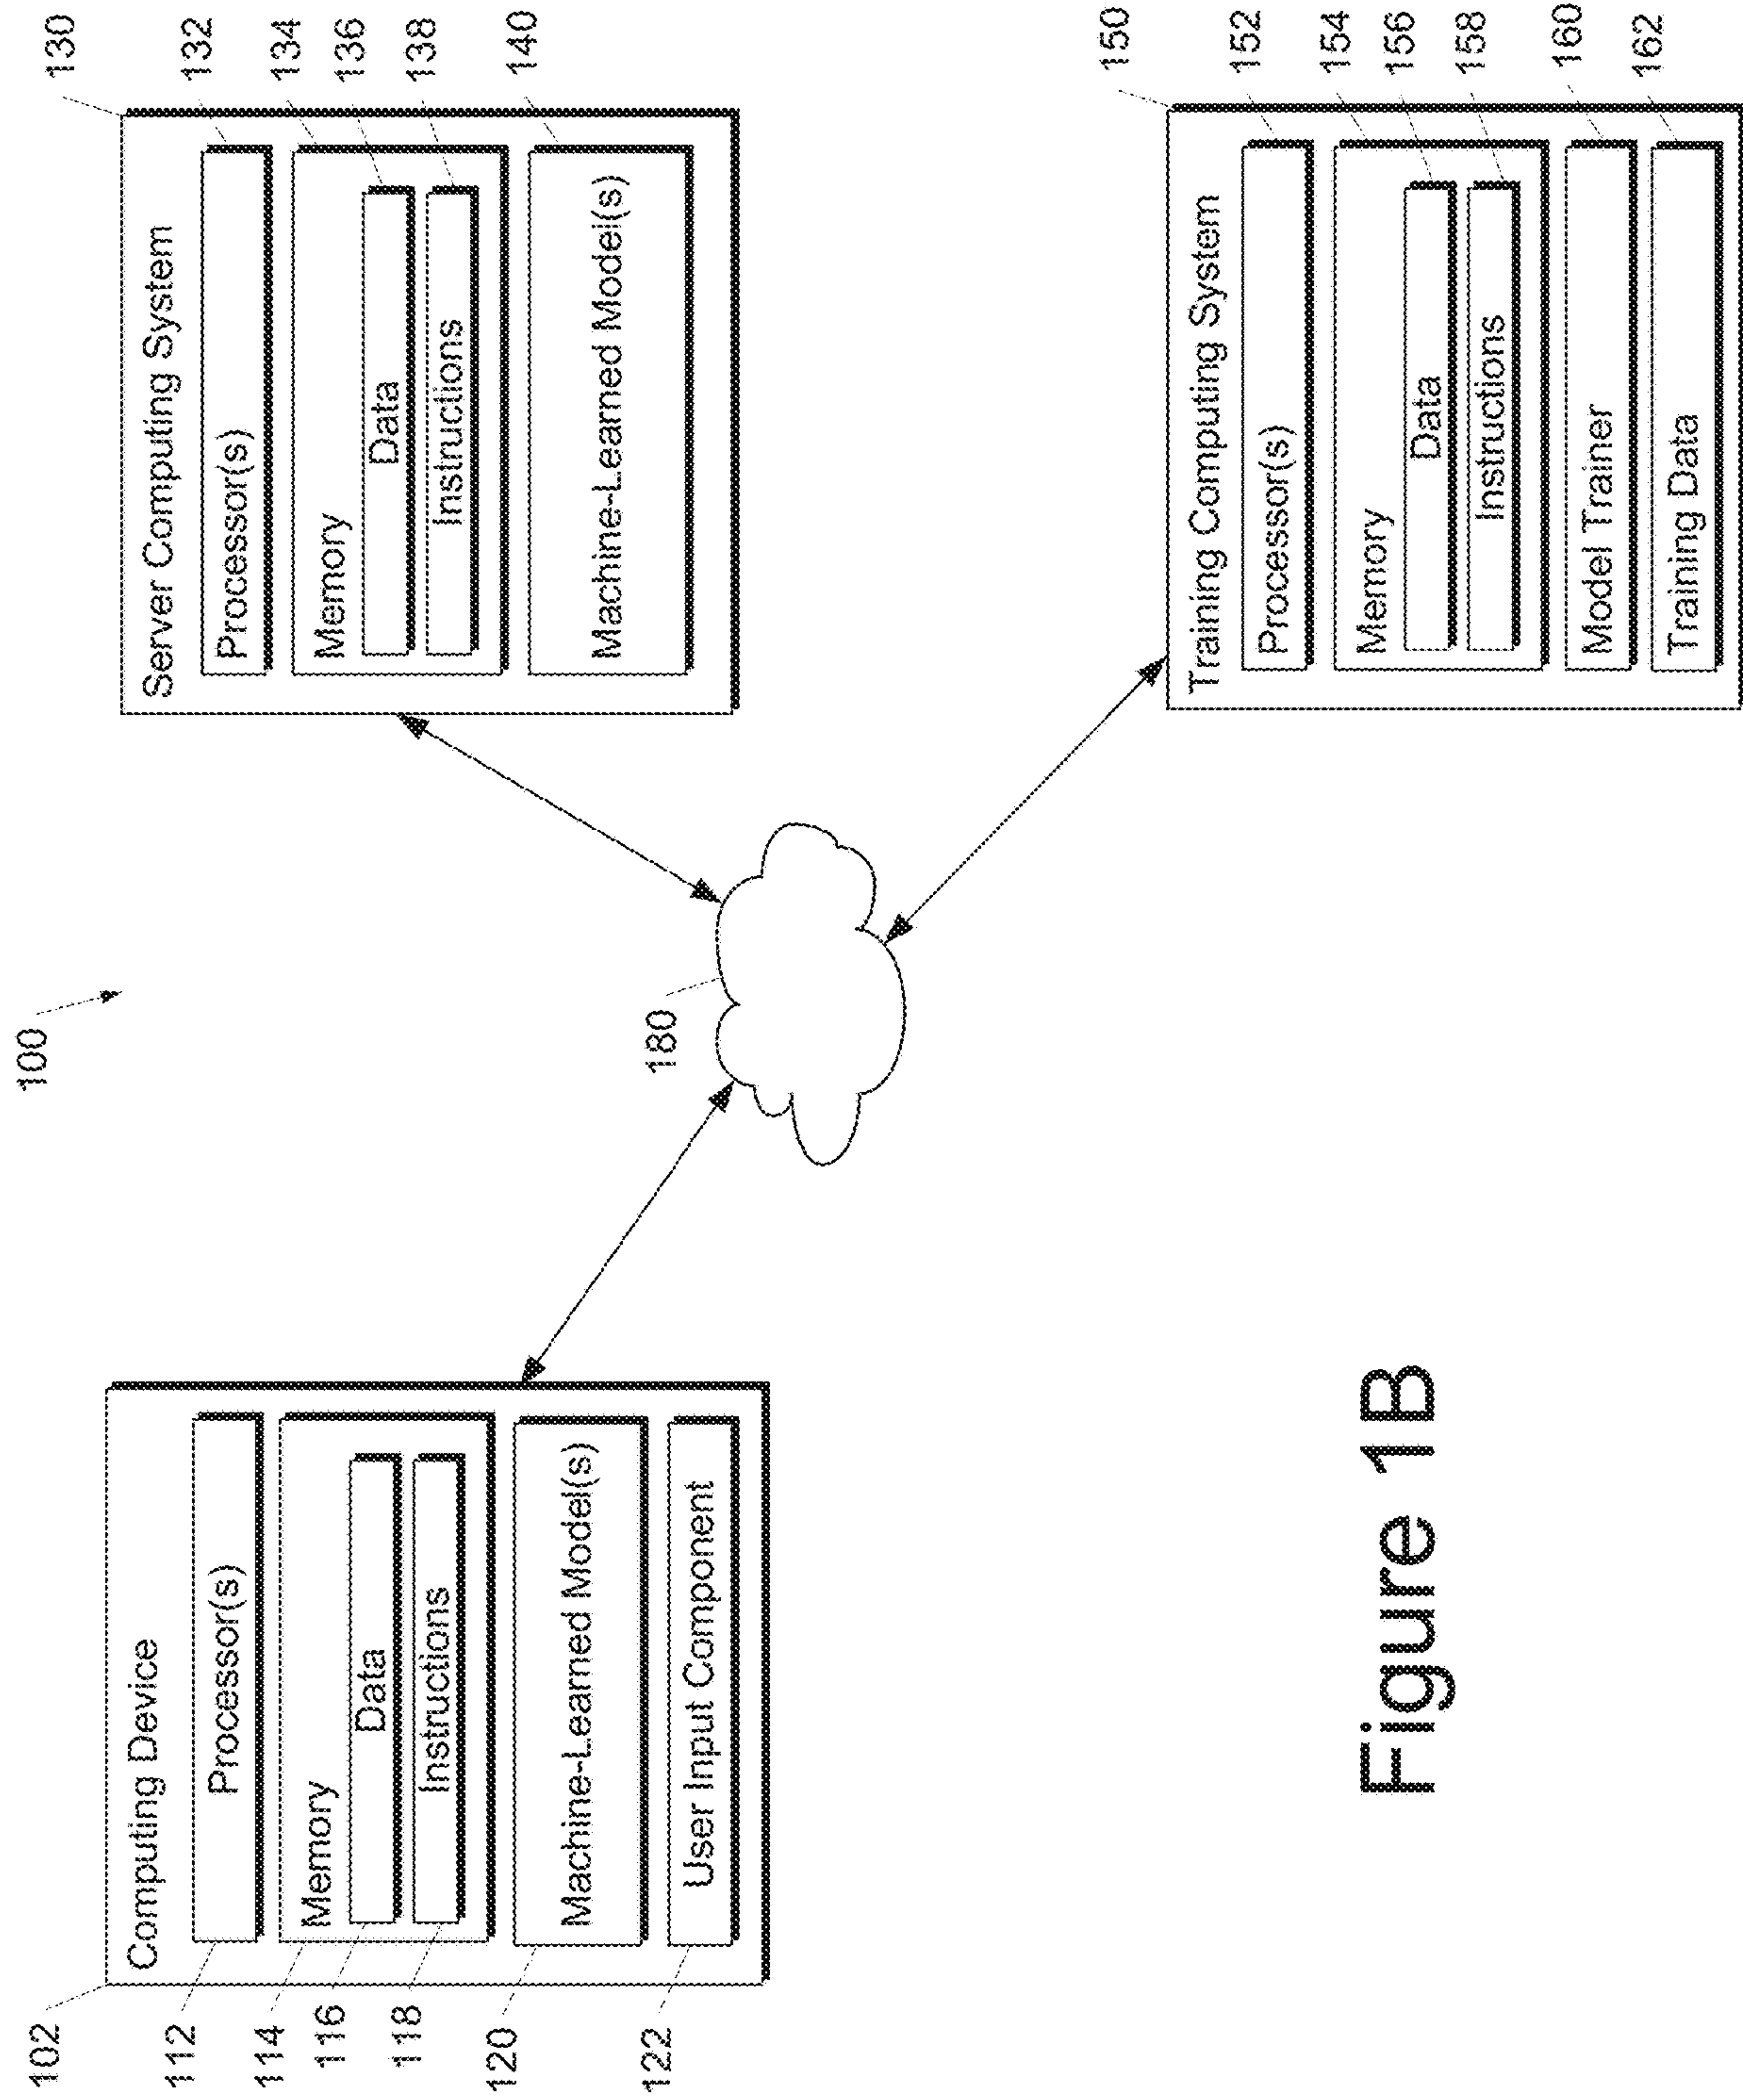 100
102
Computing Device
112
Processor(s)
114
Memory
116
Data
118
Instructions
120
Machine-Learned Model(s)
122
User Input Component
180
130
Server Computing System
132
Processor(s)
134
Memory
136
Data
138
Instructions
140
Machine-Learned Model(s)
150
Training Computing System
152
Processor(s)
154
Memory
156
Data
158
Instructions
160
Model Trainer
162
Training Data
Figure 1B